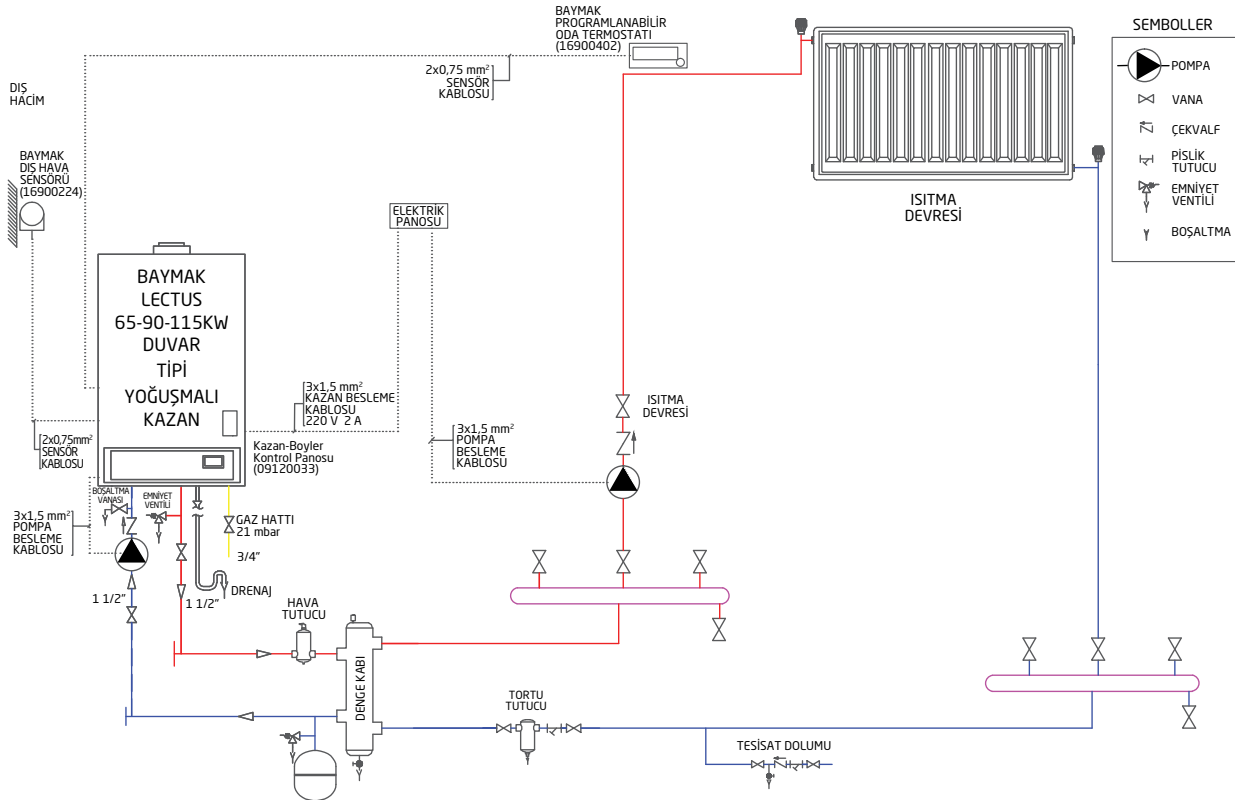 BAYMAK
PROGRAMLANABİLİR
ODA TERMOSTATI
(16900402)
2x0,75 mm²
SENSÖR
KABLOSU
DIŞ
HACİM
BAYMAK
DIŞ HAVA
SENSÖRÜ
(16900224)
ELEKTRİK
PANOSU
ISITMA
DEVRESİ
SEMBOLLER
POMPA
VANA
ÇEKVALF
PİSLİK
TUTUCU
EMNİYET
VENTİLİ
BOŞALTMA
BAYMAK
LECTUS
65-90-115KW
DUVAR
TİPİ
YOĞUŞMALI
KAZAN
3x1,5 mm²
KAZAN BESLEME
KABLOSU
220 V 2 A
Kazan-Boyler
Kontrol Panosu
(09120033)
2x0,75mm²
SENSÖR
KABLOSU
3x1,5 mm²
POMPA
BESLEME
KABLOSU
ISITMA
DEVRESİ
BOŞALTMA
VANASI
EMNİYET
VENTİLİ
3x1,5 mm²
POMPA
BESLEME
KABLOSU
GAZ HATTI
21 mbar
3/4"
DRENAJ
1 1/2"
1 1/2"
HAVA
TUTUCU
DENGE KABI
TORTU
TUTUCU
TESİSAT DOLUMU